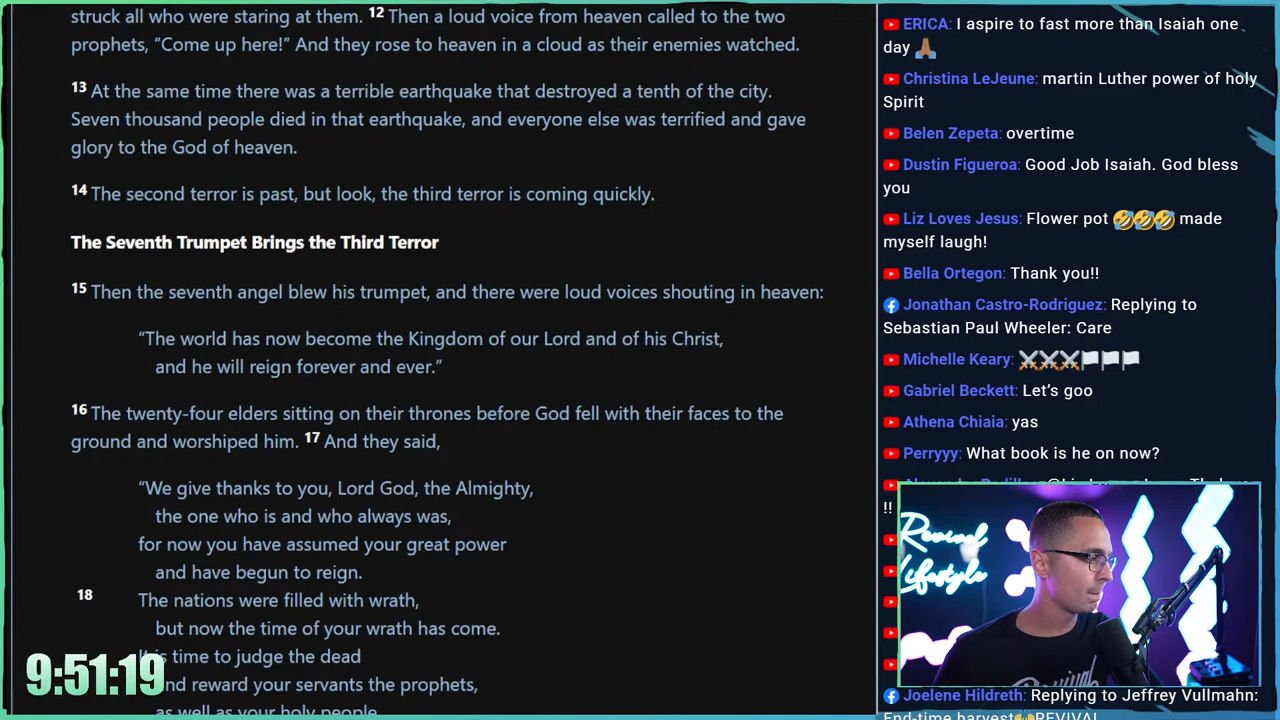 struck all who were staring at them. 12 Then a loud voice from heaven called to the two
prophets, “Come up here!” And they rose to heaven in a cloud as their enemies watched.
13 At the same time there was a terrible earthquake that destroyed a tenth of the city.
Seven thousand people died in that earthquake, and everyone else was terrified and gave
glory to the God of heaven.
14 The second terror is past, but look, the third terror is coming quickly.
The Seventh Trumpet Brings the Third Terror
15 Then the seventh angel blew his trumpet, and there were loud voices shouting in heaven:
“The world has now become the Kingdom of our Lord and of his Christ,
and he will reign forever and ever.”
16 The twenty-four elders sitting on their thrones before God fell with their faces to the
ground and worshiped him. 17 And they said,
“We give thanks to you, Lord God, the Almighty,
the one who is and who always was,
for now you have assumed your great power
and have begun to reign.
18 The nations were filled with wrath,
but now the time of your wrath has come.
is time to judge the dead
and reward your servants the prophets,
as well as your holy people
9:51:19
ERICA: I aspire to fast more than Isaiah one
day 🙏🏽
Christina LeJeune: martin Luther power of holy
Spirit
Belen Zepeta: overtime
Dustin Figueroa: Good Job Isaiah. God bless
you
Liz Loves Jesus: Flower pot 🤣🤣🤣 made
myself laugh!
Bella Ortegon: Thank you!!
Jonathan Castro-Rodriguez: Replying to
Sebastian Paul Wheeler: Care
Michelle Keary: ⚔⚔⚔🏳🏳🏳
Gabriel Beckett: Let’s goo
Athena Chiaia: yas
Perryyy: What book is he on now?
!!
Revival
Lifestyle
Revival
Joelene Hildreth: Replying to Jeffrey Vullmahn:
End-time harvest🙌REVIVAL